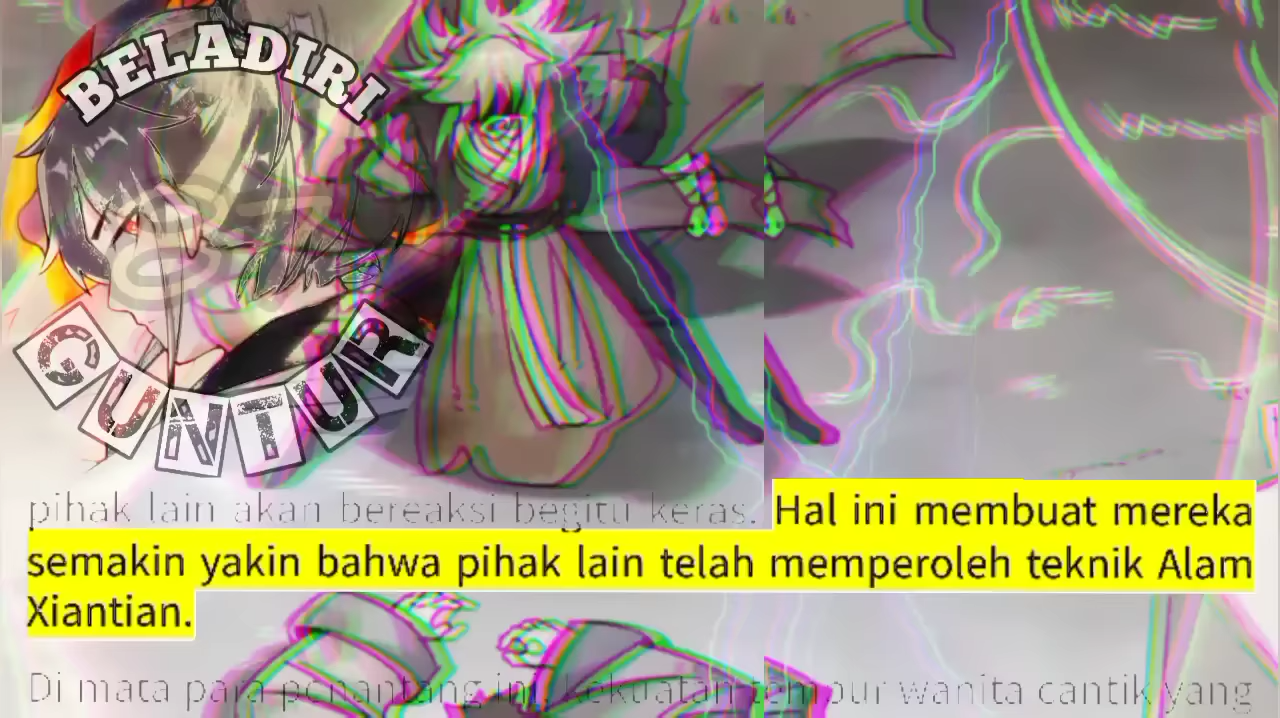 BELADIRI
GUNTUR
pihak lain akan bereaksi begitu keras. Hal ini membuat mereka
semakin yakin bahwa pihak lain telah memperoleh teknik Alam
Xiantian.
Di mata para penantang ini, kekuatan tempur wanita cantik yang